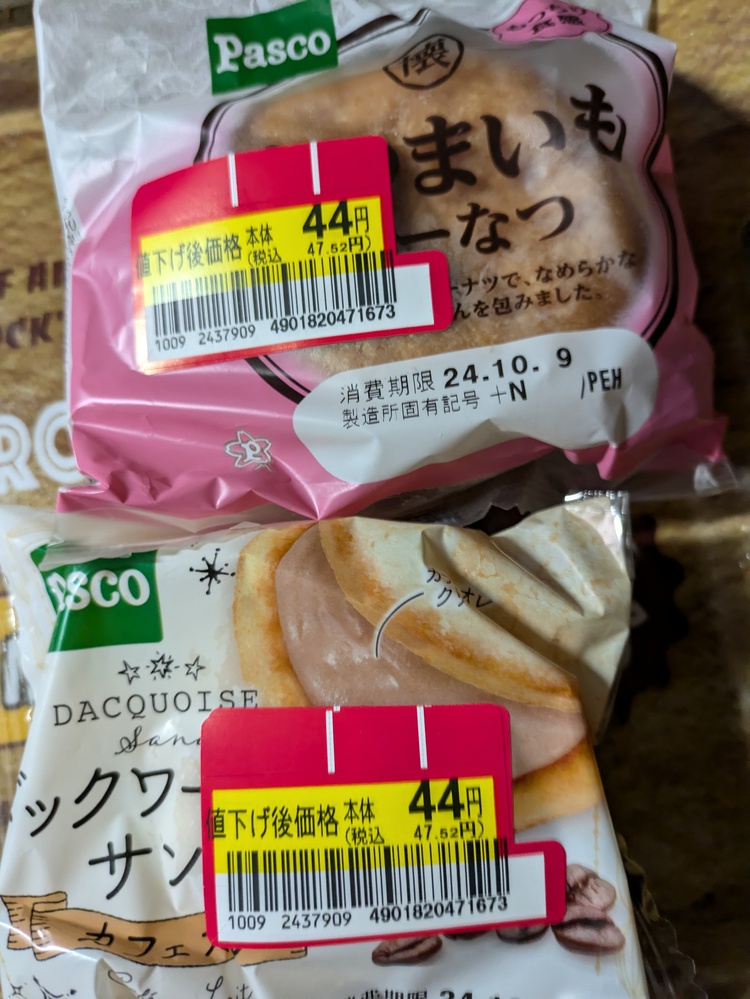 Pasco
まいも
ーなつ
ーナツで、なめらかな
んを包みました。
値下げ後価格 本体 44円
(税込 47.52円)
1009 2437909 4901820471673
消費期限 24.10. 9
製造所固有記号 +N /PEH
Pasco
DACQUOISE
ックワー
サン
カフェオ
クオレ
値下げ後価格 本体 44円
(税込 47.52円)
1009 2437909 4901820471673